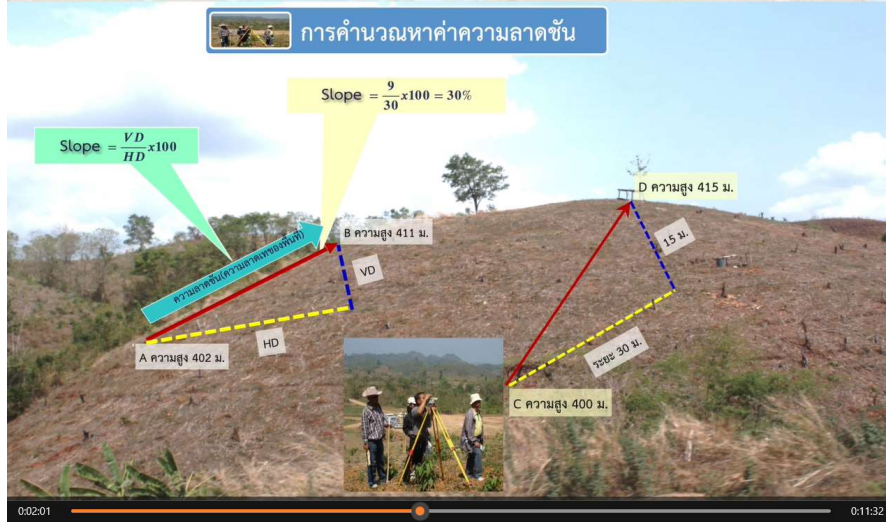 การคำนวณหาค่าความลาดชัน
Slope = 9/30 x100 = 30%
Slope = VD/HD x100
D ความสูง 415 ม.
B ความสูง 411 ม.
ความลาดชัน(ความลาดเทของพื้นที่)
15 ม.
VD
HD
A ความสูง 402 ม.
ระยะ 30 ม.
C ความสูง 400 ม.
0:02:01
0:11:32